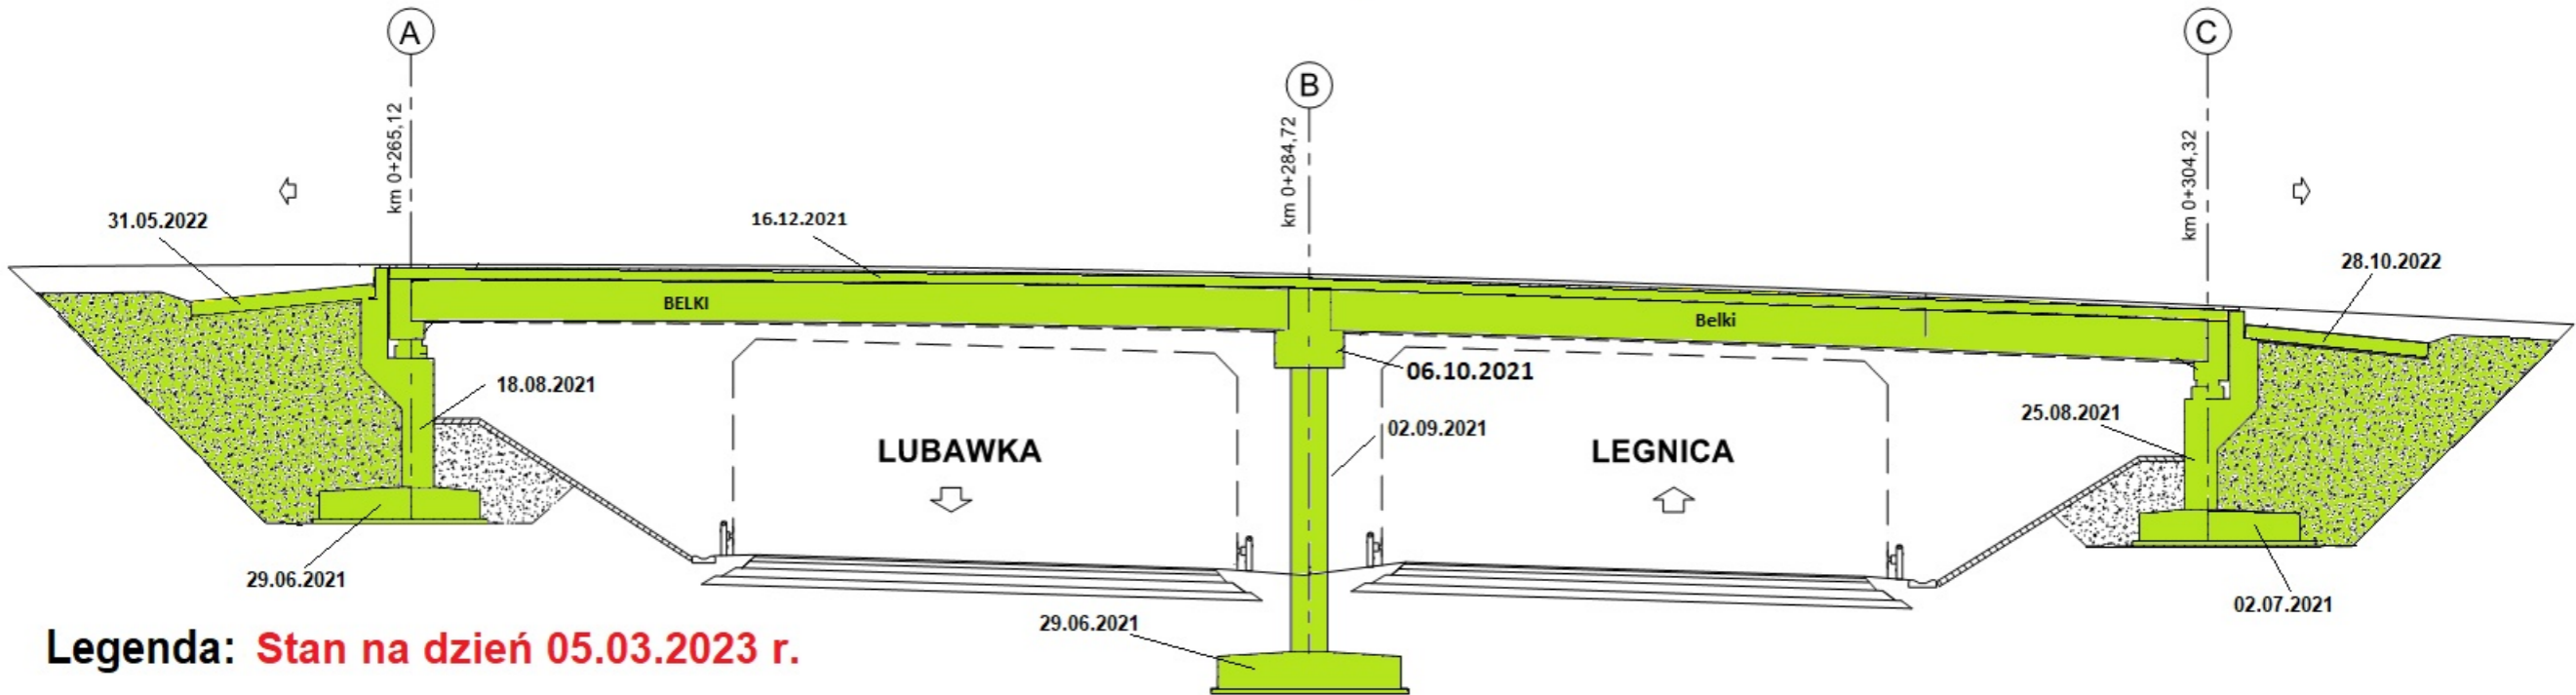 A
B
C
km 0+265,12
km 0+284,72
km 0+304,32
31.05.2022
16.12.2021
28.10.2022
BELKI
Belki
18.08.2021
06.10.2021
02.09.2021
25.08.2021
LUBAWKA
LEGNICA
29.06.2021
29.06.2021
02.07.2021
Legenda: Stan na dzień 05.03.2023 r.